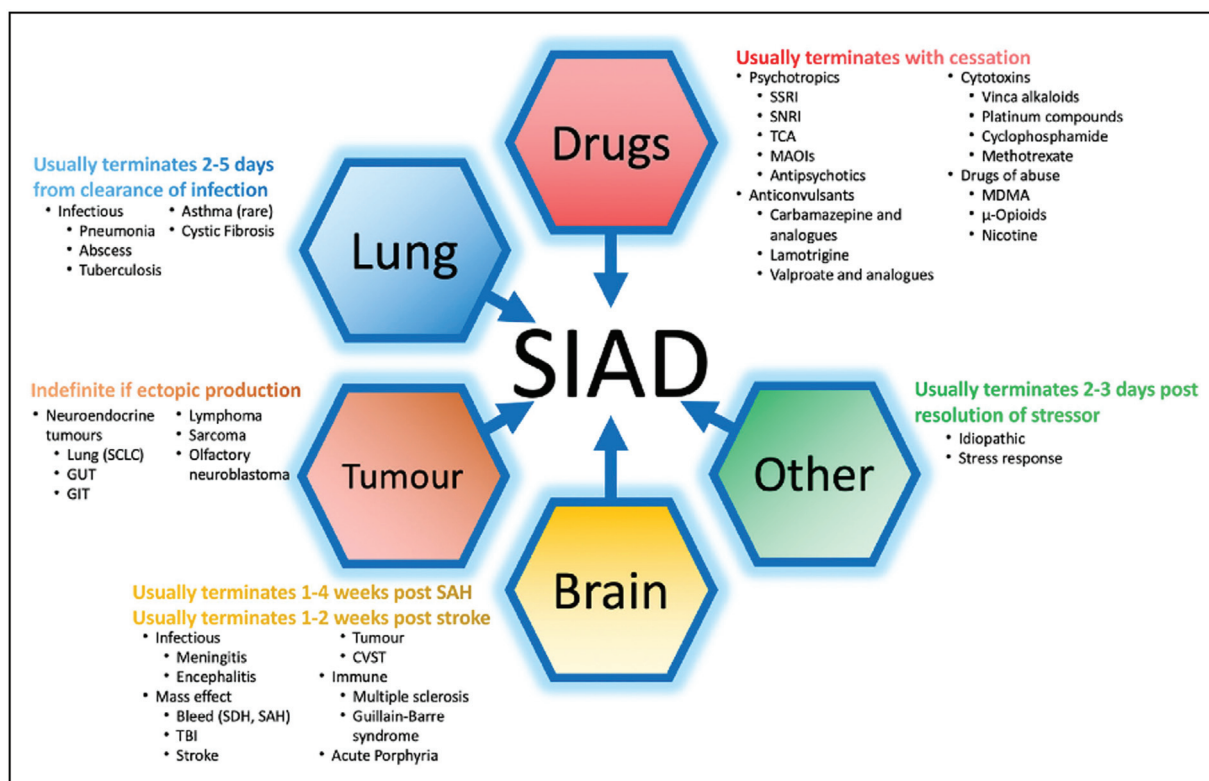 Drugs
Usually terminates with cessation
• Psychotropics
• SSRI
• SNRI
• TCA
• MAOIs
• Antipsychotics
• Anticonvulsants
• Carbamazepine and
analogues
• Lamotrigine
• Valproate and analogues
• Cytotoxins
• Vinca alkaloids
• Platinum compounds
• Cyclophosphamide
• Methotrexate
• Drugs of abuse
• MDMA
• μ-Opioids
• Nicotine
Usually terminates 2-5 days
from clearance of infection
• Infectious
• Pneumonia
• Abscess
• Tuberculosis
• Asthma (rare)
• Cystic Fibrosis
Lung
SIAD
Indefinite if ectopic production
• Neuroendocrine
tumours
• Lung (SCLC)
• GUT
• GIT
• Lymphoma
• Sarcoma
• Olfactory
neuroblastoma
Tumour
Other
Usually terminates 2-3 days post
resolution of stressor
• Idiopathic
• Stress response
Brain
Usually terminates 1-4 weeks post SAH
Usually terminates 1-2 weeks post stroke
• Infectious
• Meningitis
• Encephalitis
• Mass effect
• Bleed (SDH, SAH)
• TBI
• Stroke
• Tumour
• CVST
• Immune
• Multiple sclerosis
• Guillain-Barre
syndrome
• Acute Porphyria